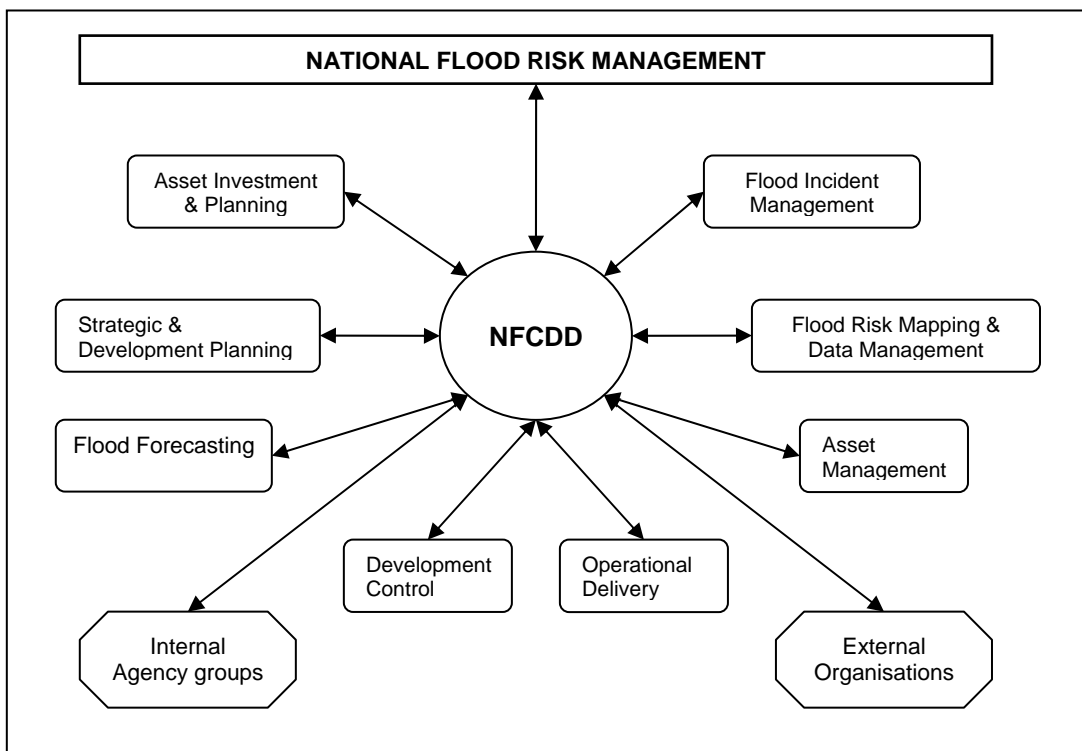 NATIONAL FLOOD RISK MANAGEMENT
Asset Investment
& Planning
Flood Incident
Management
Strategic &
Development Planning
NFCDD
Flood Risk Mapping &
Data Management
Flood Forecasting
Asset
Management
Development
Control
Operational
Delivery
Internal
Agency groups
External
Organisations